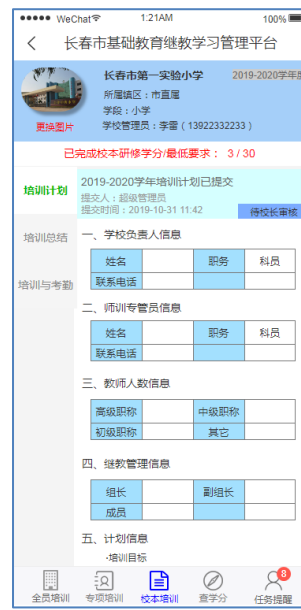 WeChat 1:21AM 100%
长春市基础教育继教学习管理平台
长春市第一实验小学 2019-2020学年度
所属辖区：市直属
学段：小学
更换图片 学校管理员：李雷（13922332233）
已完成校本研修学分/最低要求： 3 / 30
培训计划 2019-2020学年培训计划已提交
提交人：超级管理员
提交时间：2019-10-31 11:42 待校长审核
培训总结 一、学校负责人信息
姓名 职务 科员
培训与考勤 联系电话
二、师训专管员信息
姓名 职务 科员
联系电话
三、教师人数信息
高级职称 中级职称
初级职称 其它
四、继教管理信息
组长 副组长
成员
五、计划信息
·培训目标
8
全员培训 专项培训 校本培训 查学分 任务提醒